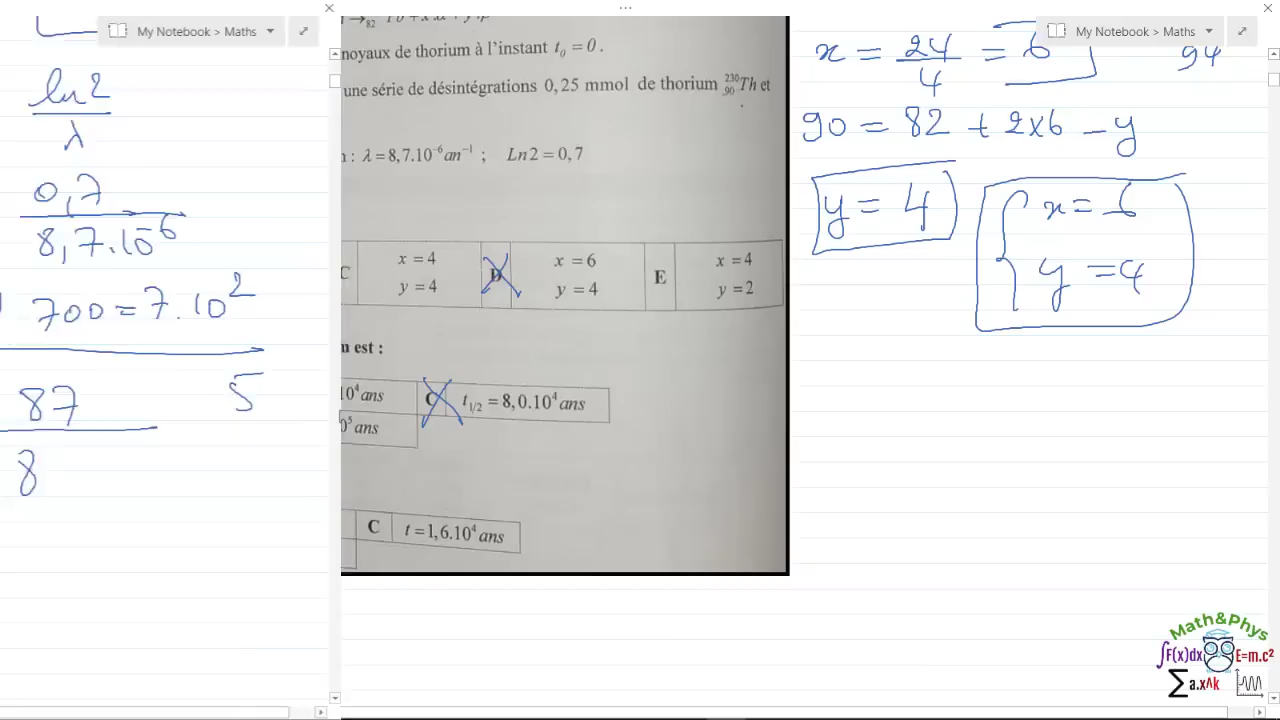 My Notebook > Maths
ln2
λ
0,7
8,7.10⁻⁶
700 = 7.10²
87
5
8
noyaux de thorium à l'instant t₀ = 0.
une série de désintégrations 0,25 mmol de thorium ²³⁰₉₀Th et
λ = 8,7.10⁻⁶ an⁻¹ ; Ln2 = 0,7
C x = 4 y = 4 D x = 6 y = 4 E x = 4 y = 2
n est :
10⁴ ans C t₁/₂ = 8,0.10⁴ ans
0⁵ ans
C t = 1,6.10⁴ ans
My Notebook > Maths
x = 24/4 = 6
94
90 = 82 + 2x6 - y
y = 4
x = 6
y = 4
Math&Phys
∫F(x)dx E=m.c²
∑ a.x∧k